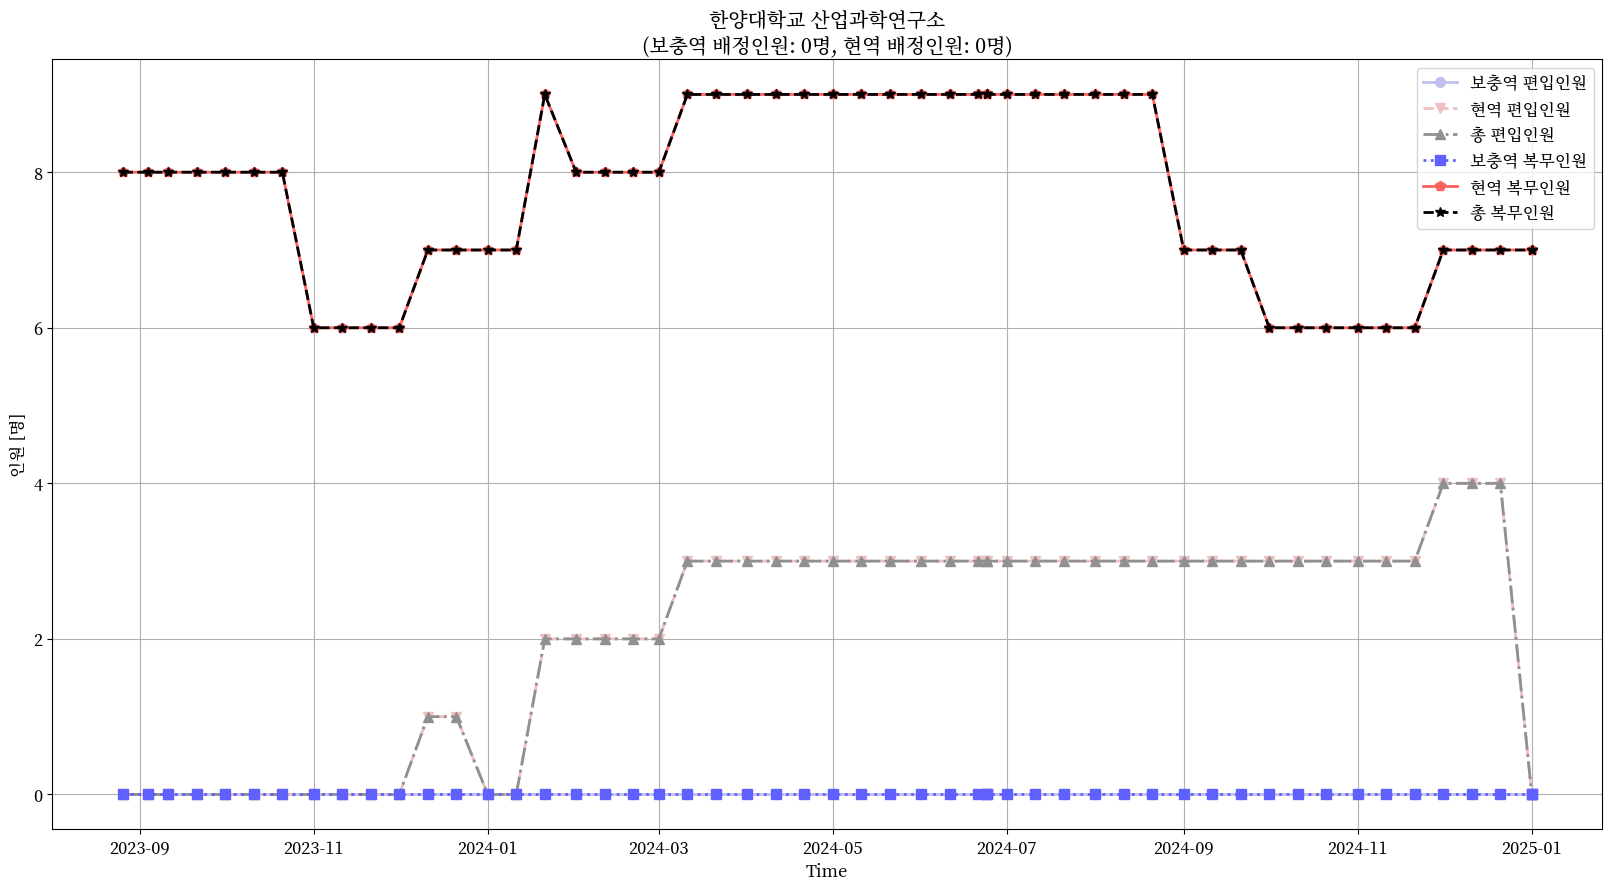 한양대학교 산업과학연구소
(보충역 배정인원: 0명, 현역 배정인원: 0명)
보충역 편입인원
현역 편입인원
총 편입인원
보충역 복무인원
현역 복무인원
총 복무인원
인원 [명]
8
6
4
2
0
2023-09
2023-11
2024-01
2024-03
2024-05
2024-07
2024-09
2024-11
2025-01
Time